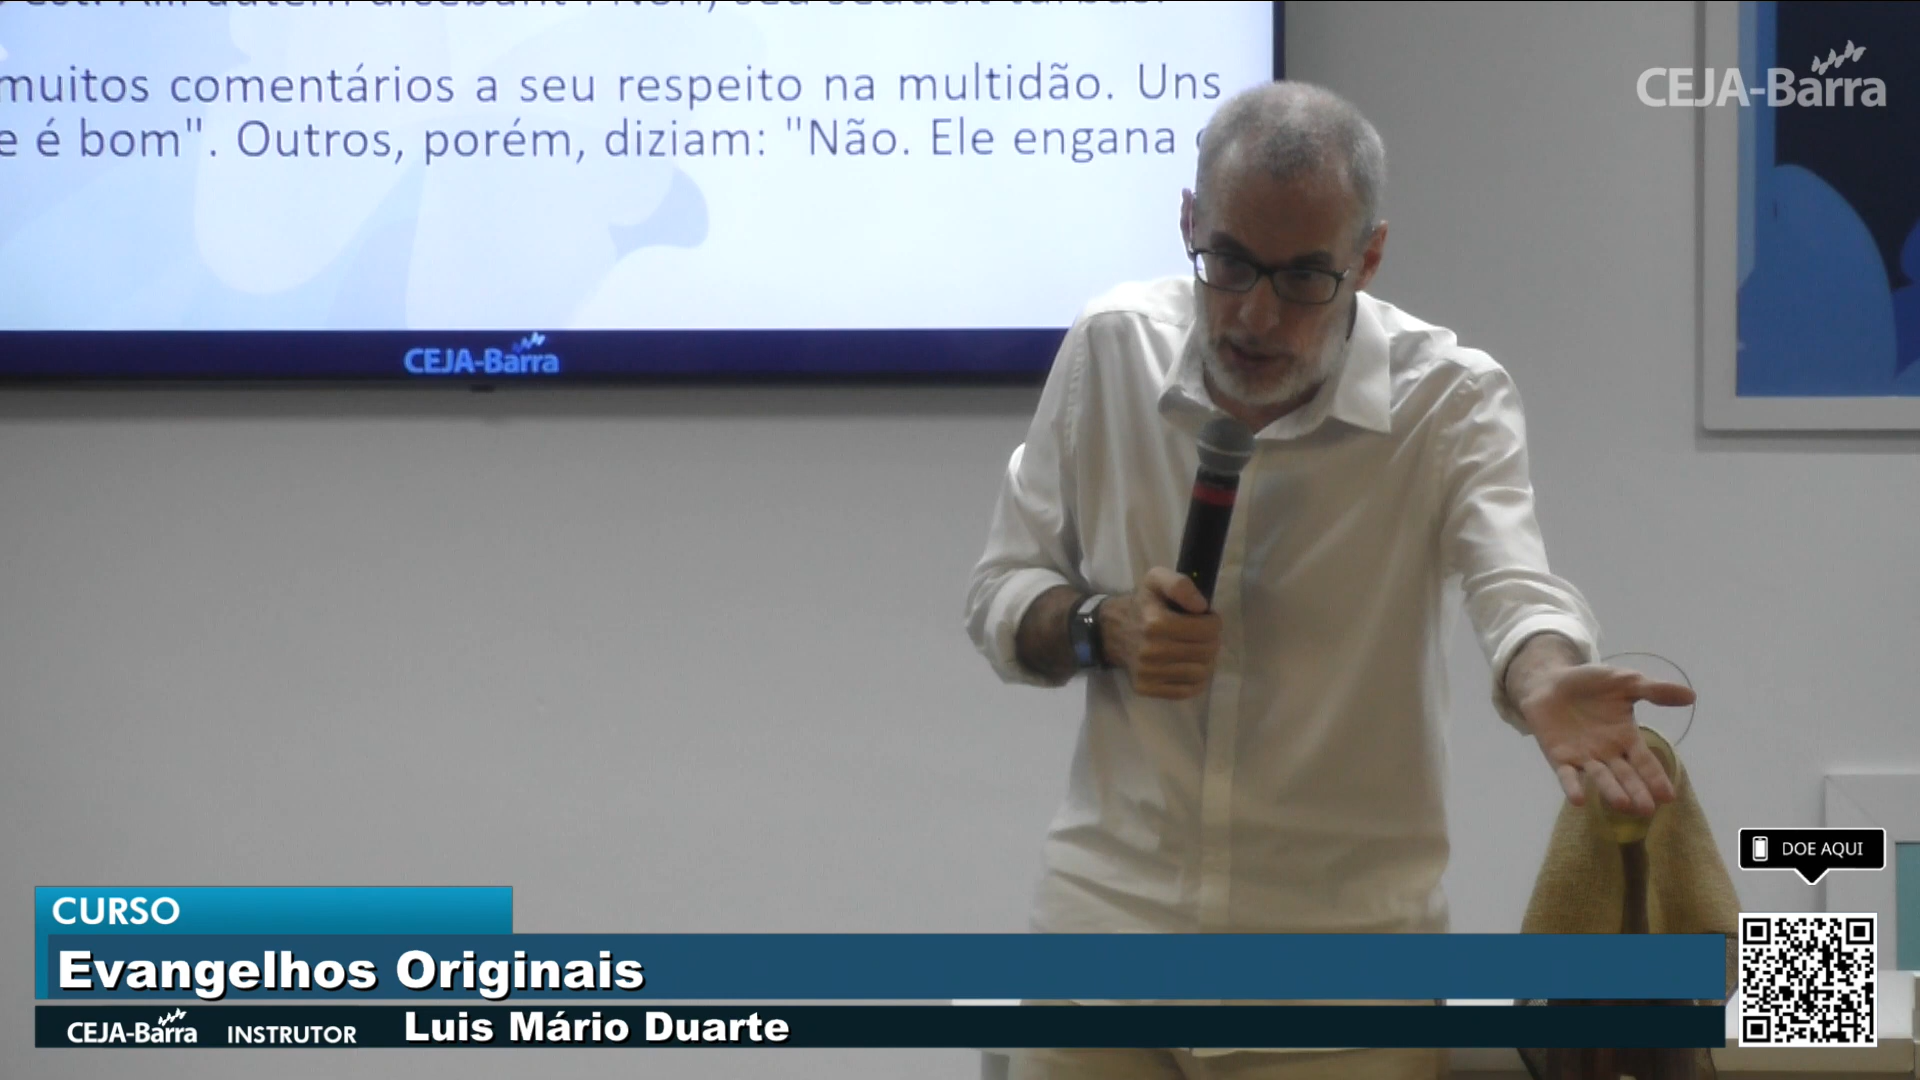 muitos comentários a seu respeito na multidão. Uns
e é bom". Outros, porém, diziam: "Não. Ele engana
CEJA-Barra
CEJA-Barra
DOE AQUI
CURSO
Evangelhos Originais
CEJA-Barra INSTRUTOR Luis Mário Duarte